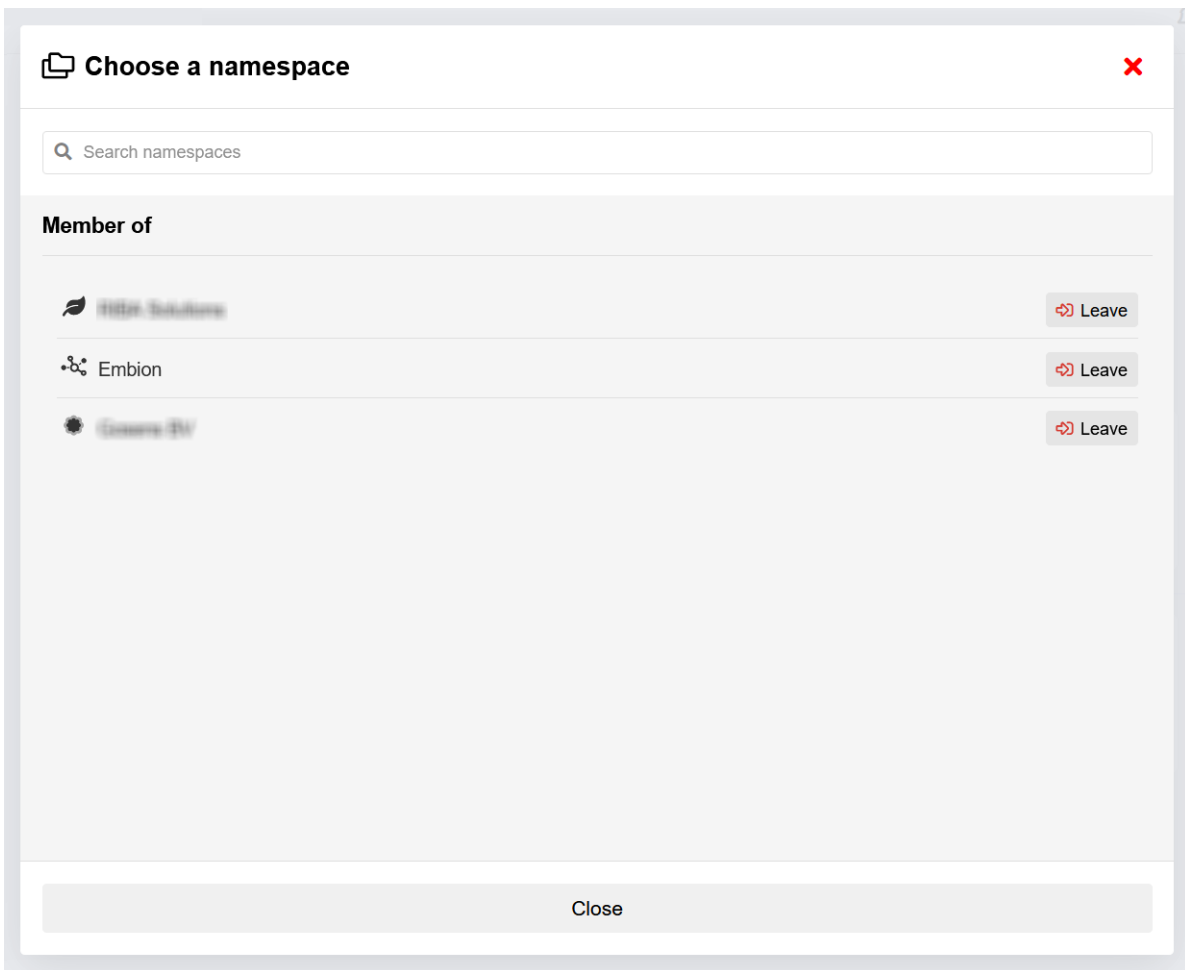 Choose a namespace
Search namespaces
Member of
Leave
Embion
Leave
Leave
Close